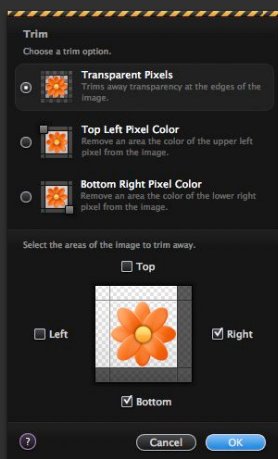 Trim
Choose a trim option.
Transparent Pixels
Trims away transparency at the edges of the
image.
Top Left Pixel Color
Remove an area the color of the upper left
pixel from the image.
Bottom Right Pixel Color
Remove an area the color of the lower right
pixel from the image.
Select the areas of the image to trim away.
Top
Left
Right
Bottom
?
Cancel
OK